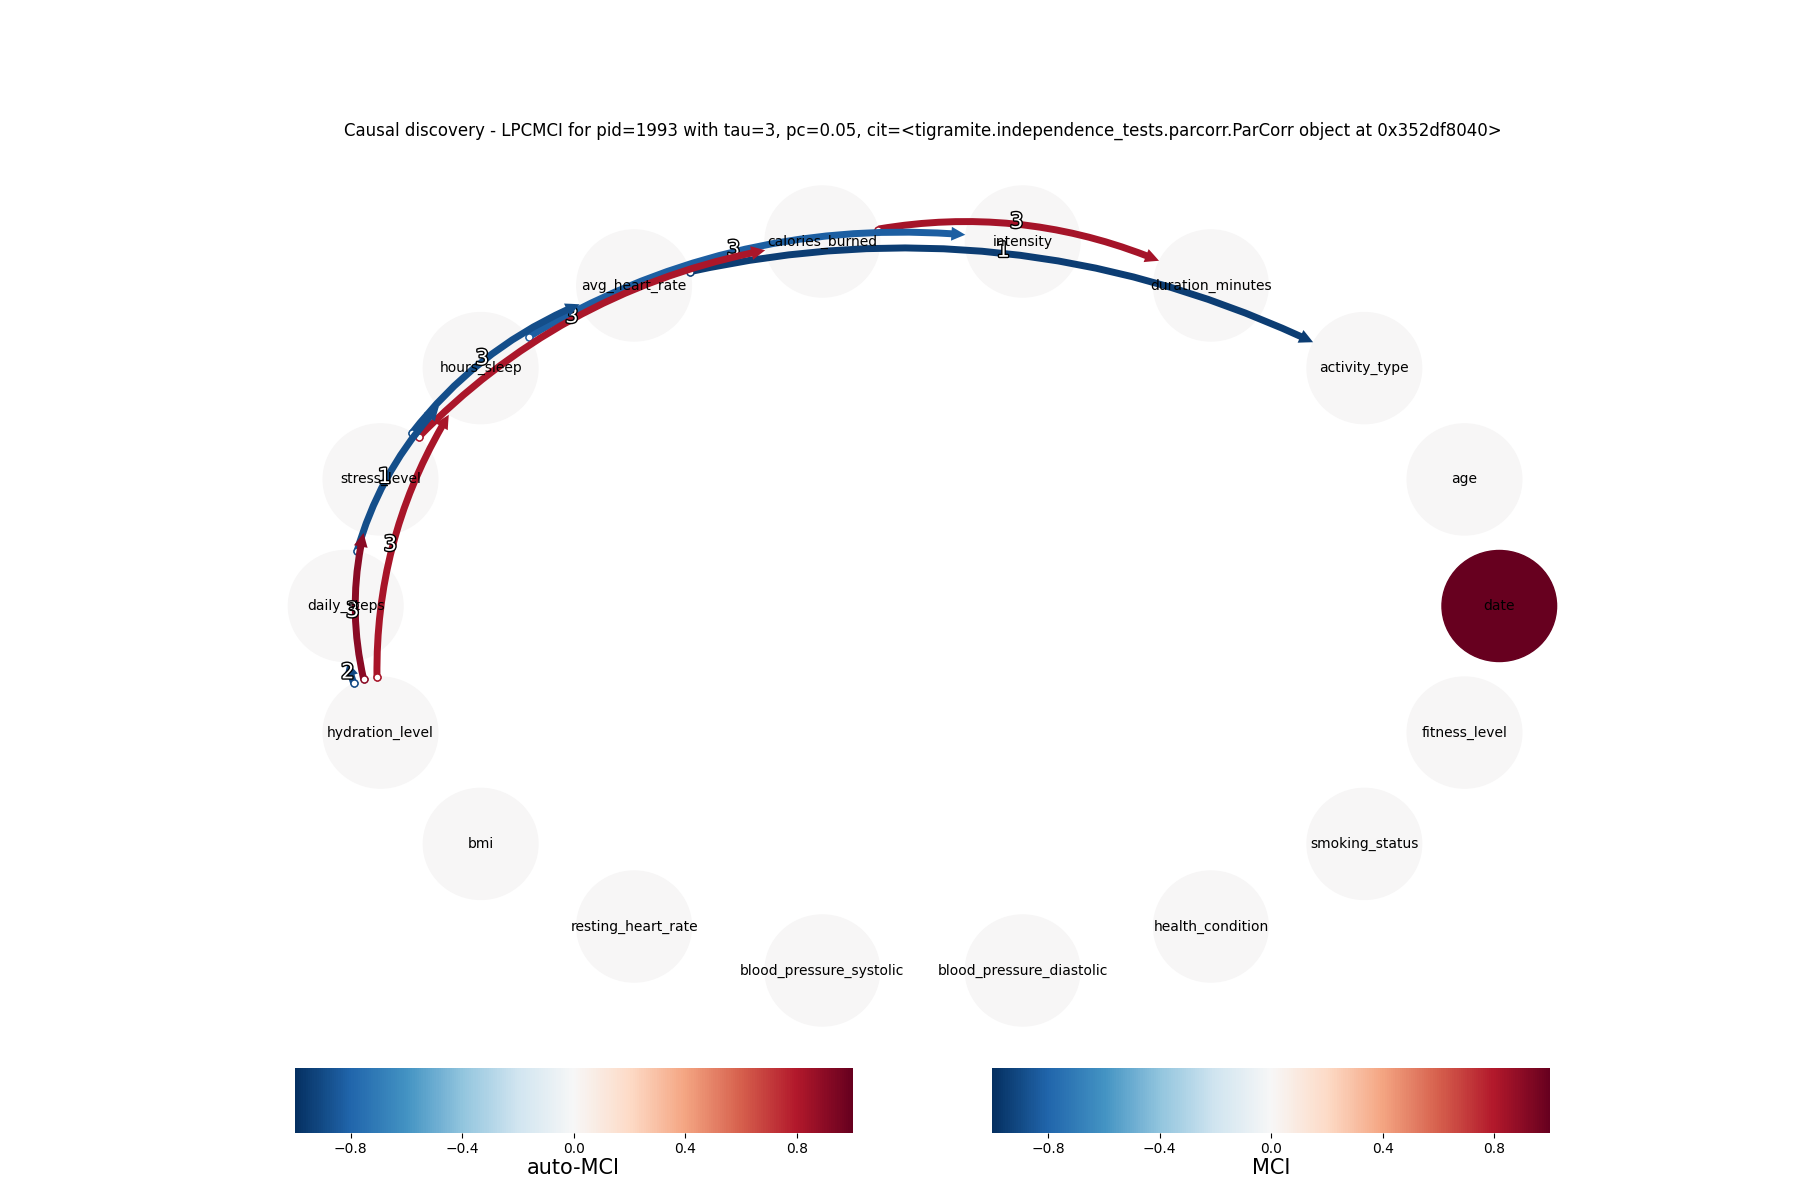 Causal discovery - LPCMCI for pid=1993 with tau=3, pc=0.05, cit=<tigramite.independence_tests.parcorr.ParCorr object at 0x352df8040>
3
calories_burned
intensity
3
1
avg_heart_rate
duration_minutes
3
3
hours_sleep
activity_type
1
stress_level
age
3
daily_steps
3
date
2
hydration_level
fitness_level
bmi
smoking_status
resting_heart_rate
health_condition
blood_pressure_systolic
blood_pressure_diastolic
−0.8 −0.4 0.0 0.4 0.8
auto-MCI
−0.8 −0.4 0.0 0.4 0.8
MCI